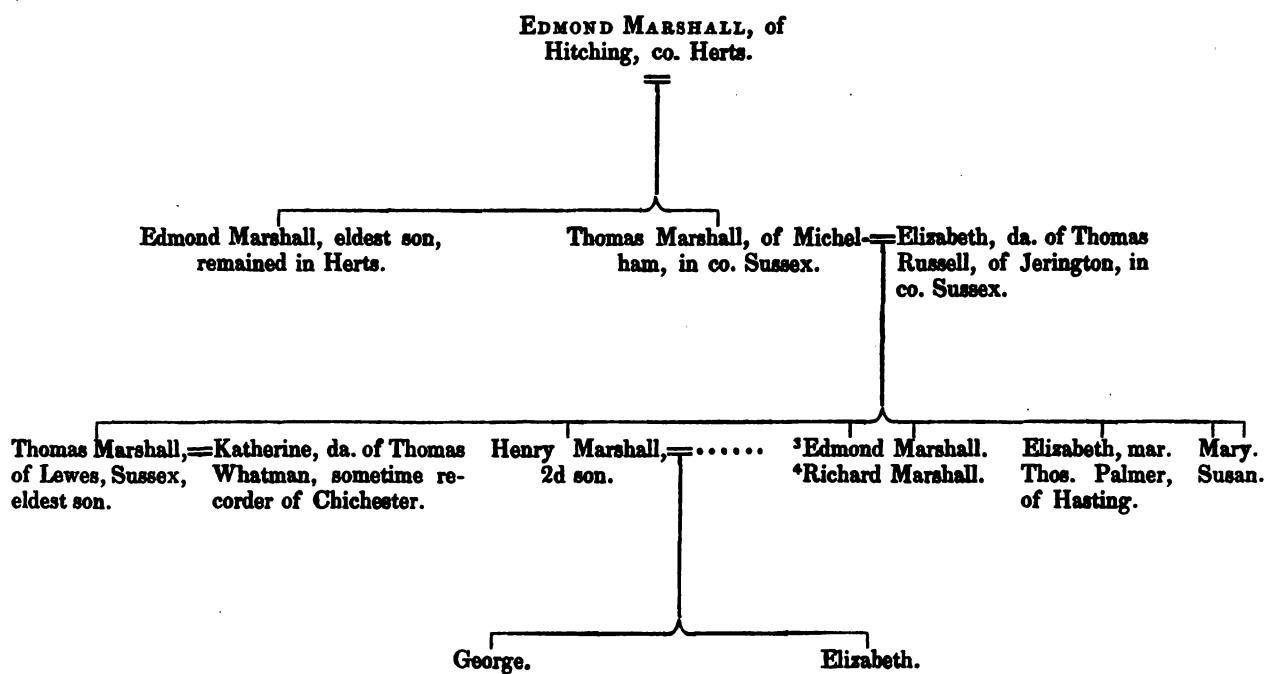 EDMOND MARSHALL, of
Hitching, co. Herts.
Edmond Marshall, eldest son,
remained in Herts.
Thomas Marshall, of Michel-
ham, in co. Sussex.
Elizabeth, da. of Thomas
Russell, of Jerington, in
co. Sussex.
Thomas Marshall,
of Lewes, Sussex,
eldest son.
Katherine, da. of Thomas
Whatman, sometime re-
corder of Chichester.
Henry Marshall, ......
2d son.
³Edmond Marshall.
⁴Richard Marshall.
Elizabeth, mar.
Thos. Palmer,
of Hasting.
Mary.
Susan.
George.
Elizabeth.